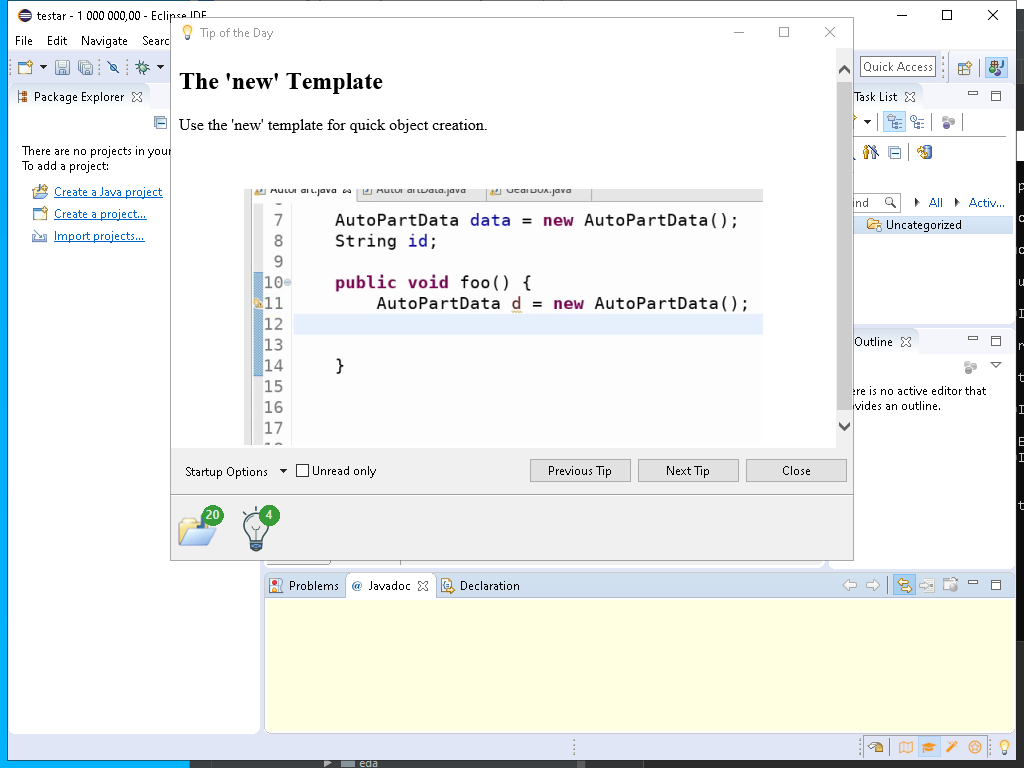 testar - 1 000 000,00 - Eclipse IDE
Tip of the Day
File Edit Navigate Searc
Quick Access
Package Explorer
Task List
The 'new' Template
Use the 'new' template for quick object creation.
There are no projects in your
To add a project:
Create a Java project
Create a project...
Import projects...
AutoPart.java AutoPartData.java GearBox.java
7 AutoPartData data = new AutoPartData();
8 String id;
9
10 public void foo() {
11 AutoPartData d = new AutoPartData();
12
13
14 }
15
16
17
nd All Activ...
Uncategorized
Outline
ere is no active editor that
vides an outline.
Startup Options Unread only Previous Tip Next Tip Close
20 4
Problems @ Javadoc Declaration
eda